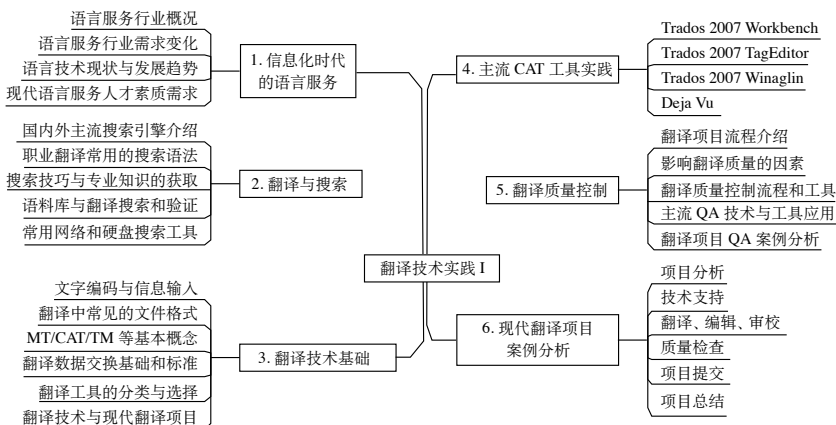 语言服务行业概况
语言服务行业需求变化
语言技术现状与发展趋势
现代语言服务人才素质需求
1. 信息化时代
的语言服务
国内外主流搜索引擎介绍
职业翻译常用的搜索语法
搜索技巧与专业知识的获取
语料库与翻译搜索和验证
常用网络和硬盘搜索工具
2. 翻译与搜索
文字编码与信息输入
翻译中常见的文件格式
MT/CAT/TM 等基本概念
翻译数据交换基础和标准
翻译工具的分类与选择
翻译技术与现代翻译项目
3. 翻译技术基础
翻译技术实践 I
4. 主流 CAT 工具实践
Trados 2007 Workbench
Trados 2007 TagEditor
Trados 2007 Winaglin
Deja Vu
5. 翻译质量控制
翻译项目流程介绍
影响翻译质量的因素
翻译质量控制流程和工具
主流 QA 技术与工具应用
翻译项目 QA 案例分析
6. 现代翻译项目
案例分析
项目分析
技术支持
翻译、编辑、审校
质量检查
项目提交
项目总结